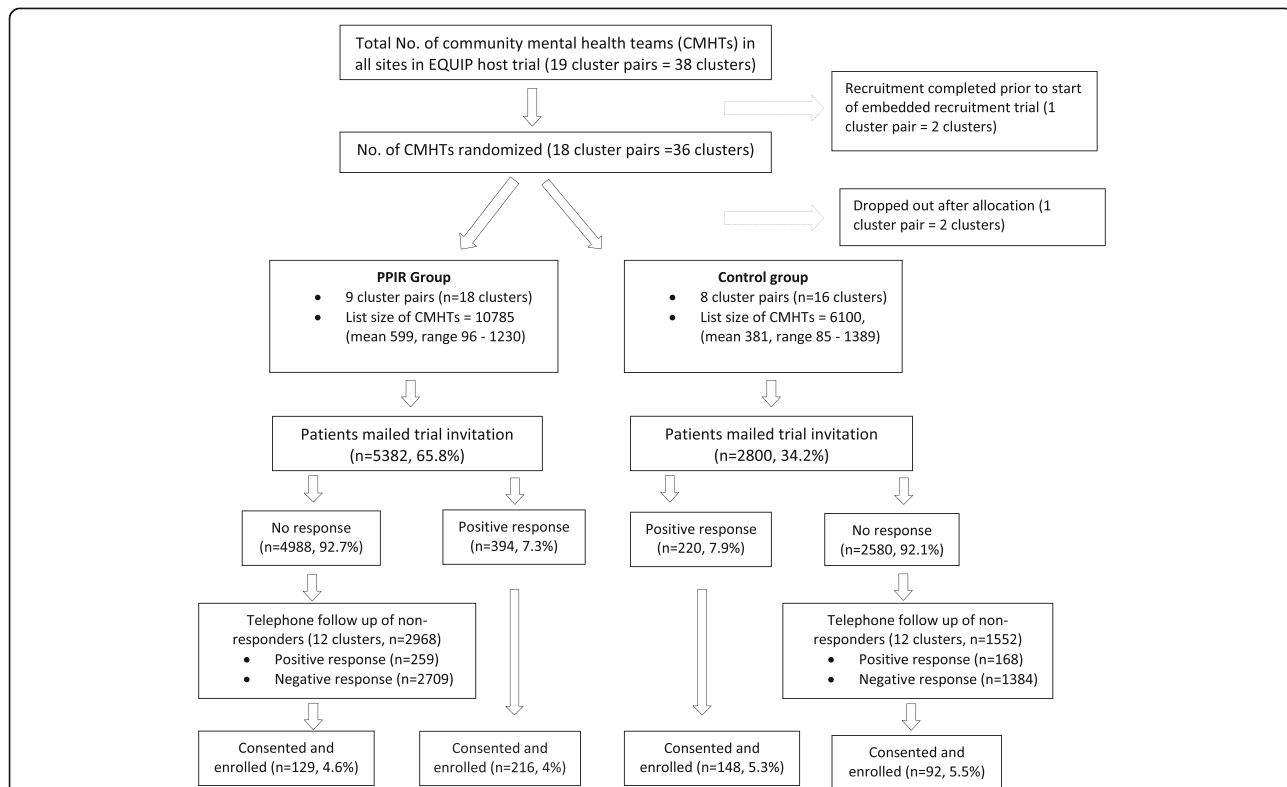 Total No. of community mental health teams (CMHTs) in
all sites in EQUIP host trial (19 cluster pairs = 38 clusters)
Recruitment completed prior to start
of embedded recruitment trial (1
cluster pair = 2 clusters)
No. of CMHTs randomized (18 cluster pairs =36 clusters)
Dropped out after allocation (1
cluster pair = 2 clusters)
PPIR Group
• 9 cluster pairs (n=18 clusters)
• List size of CMHTs = 10785
(mean 599, range 96 - 1230)
Control group
• 8 cluster pairs (n=16 clusters)
• List size of CMHTs = 6100,
(mean 381, range 85 - 1389)
Patients mailed trial invitation
(n=5382, 65.8%)
Patients mailed trial invitation
(n=2800, 34.2%)
No response
(n=4988, 92.7%)
Positive response
(n=394, 7.3%)
Positive response
(n=220, 7.9%)
No response
(n=2580, 92.1%)
Telephone follow up of non-
responders (12 clusters, n=2968)
• Positive response (n=259)
• Negative response (n=2709)
Telephone follow up of non-
responders (12 clusters, n=1552)
• Positive response (n=168)
• Negative response (n=1384)
Consented and
enrolled (n=129, 4.6%)
Consented and
enrolled (n=216, 4%)
Consented and
enrolled (n=148, 5.3%)
Consented and
enrolled (n=92, 5.5%)